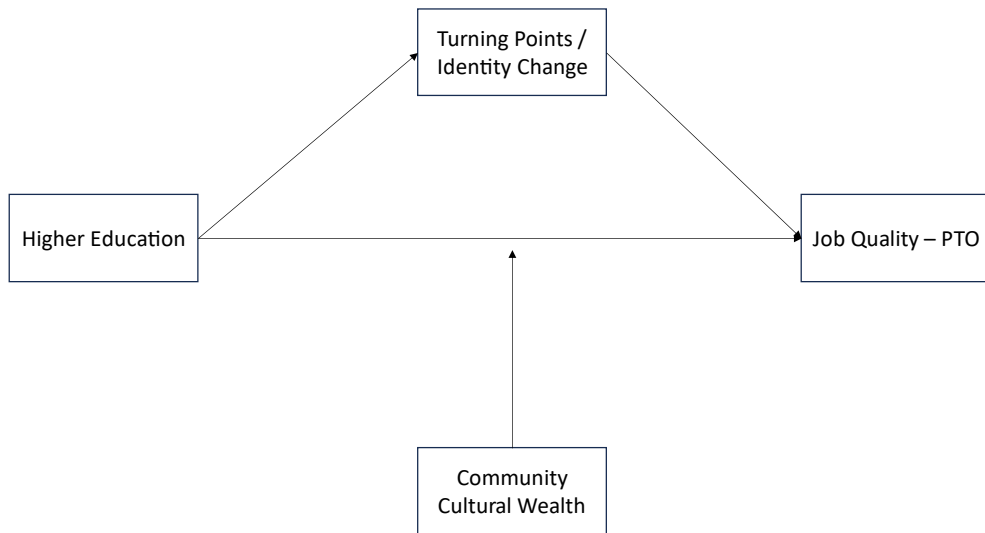 Turning Points /
Identity Change
Higher Education
Job Quality – PTO
Community
Cultural Wealth